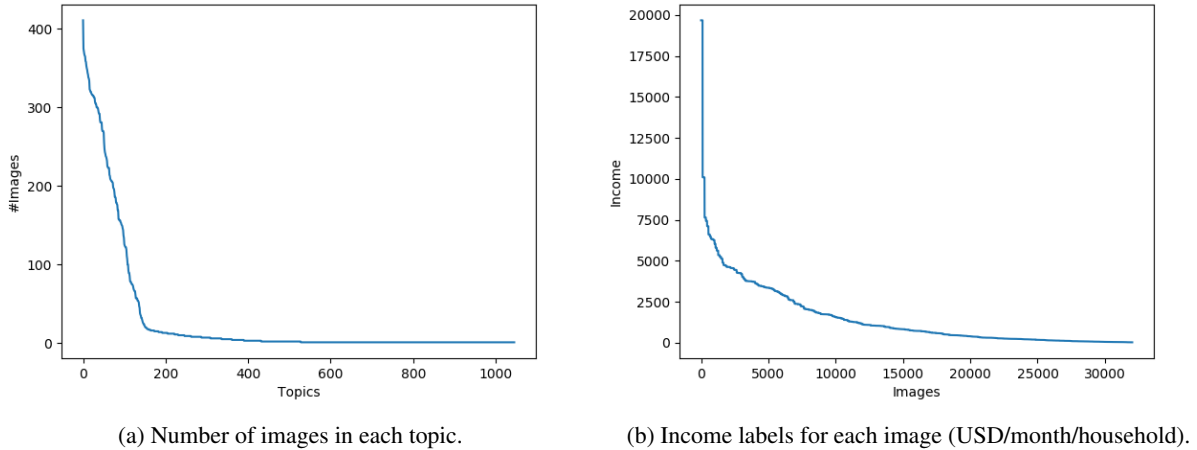 400
300
200
100
0
#Images
0 200 400 600 800 1000
Topics
(a) Number of images in each topic.
20000
17500
15000
12500
10000
7500
5000
2500
0
Income
0 5000 10000 15000 20000 25000 30000
Images
(b) Income labels for each image (USD/month/household).